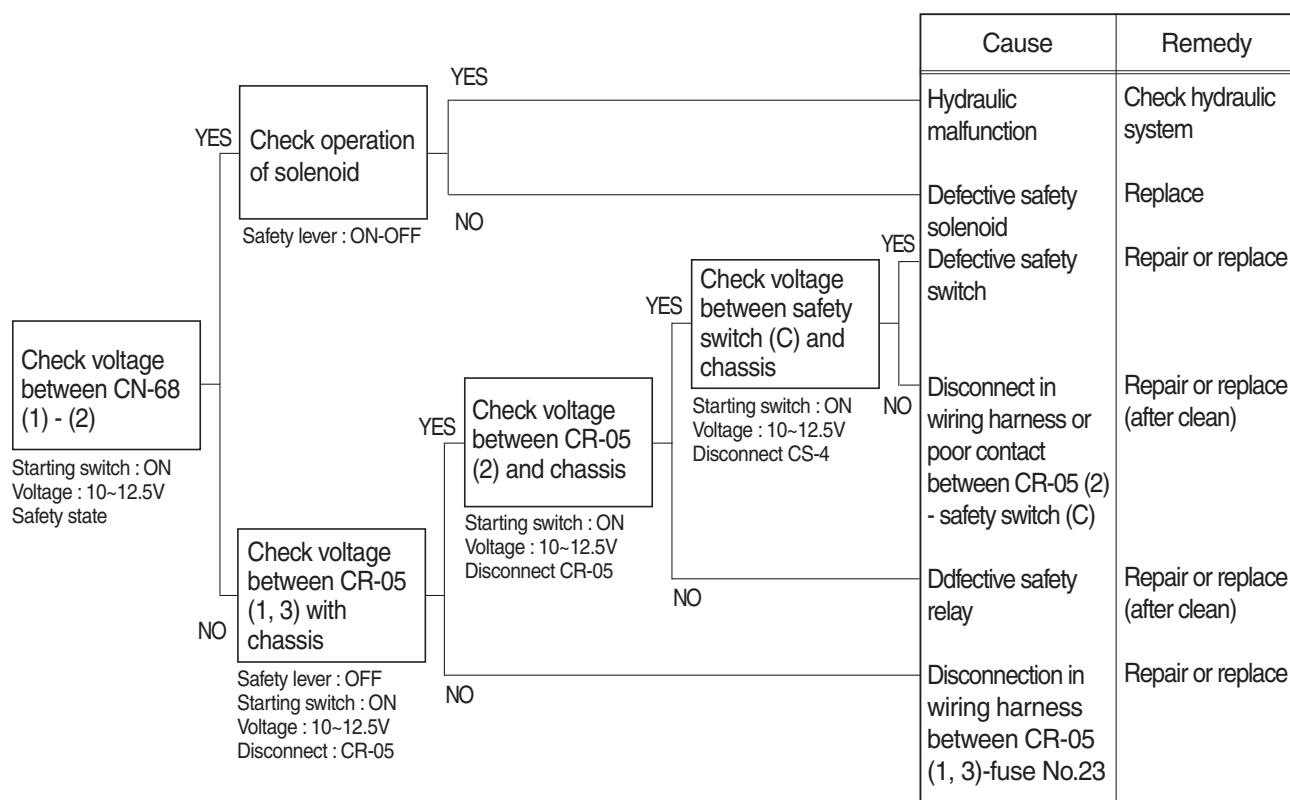 Cause
Remedy
YES
Hydraulic
malfunction
Check hydraulic
system
YES
Check operation
of solenoid
Safety lever : ON-OFF
NO
Defective safety
solenoid
Replace
YES
Defective safety
switch
Repair or replace
YES
Check voltage
between safety
switch (C) and
chassis
Starting switch : ON
Voltage : 10~12.5V
Disconnect CS-4
NO
Disconnect in
wiring harness or
poor contact
between CR-05 (2)
- safety switch (C)
Repair or replace
(after clean)
Check voltage
between CN-68
(1) - (2)
Starting switch : ON
Voltage : 10~12.5V
Safety state
YES
Check voltage
between CR-05
(2) and chassis
Starting switch : ON
Voltage : 10~12.5V
Disconnect CR-05
NO
Ddfective safety
relay
Repair or replace
(after clean)
NO
Check voltage
between CR-05
(1, 3) with
chassis
Safety lever : OFF
Starting switch : ON
Voltage : 10~12.5V
Disconnect : CR-05
NO
Disconnection in
wiring harness
between CR-05
(1, 3)-fuse No.23
Repair or replace